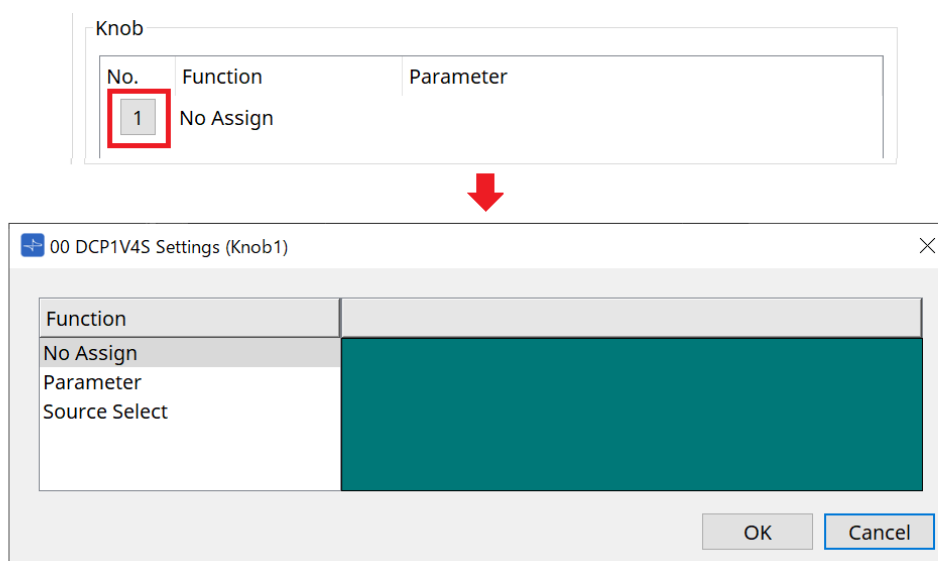 Knob
No. Function Parameter
1 No Assign
00 DCP1V4S Settings (Knob1)
Function
No Assign
Parameter
Source Select
OK Cancel